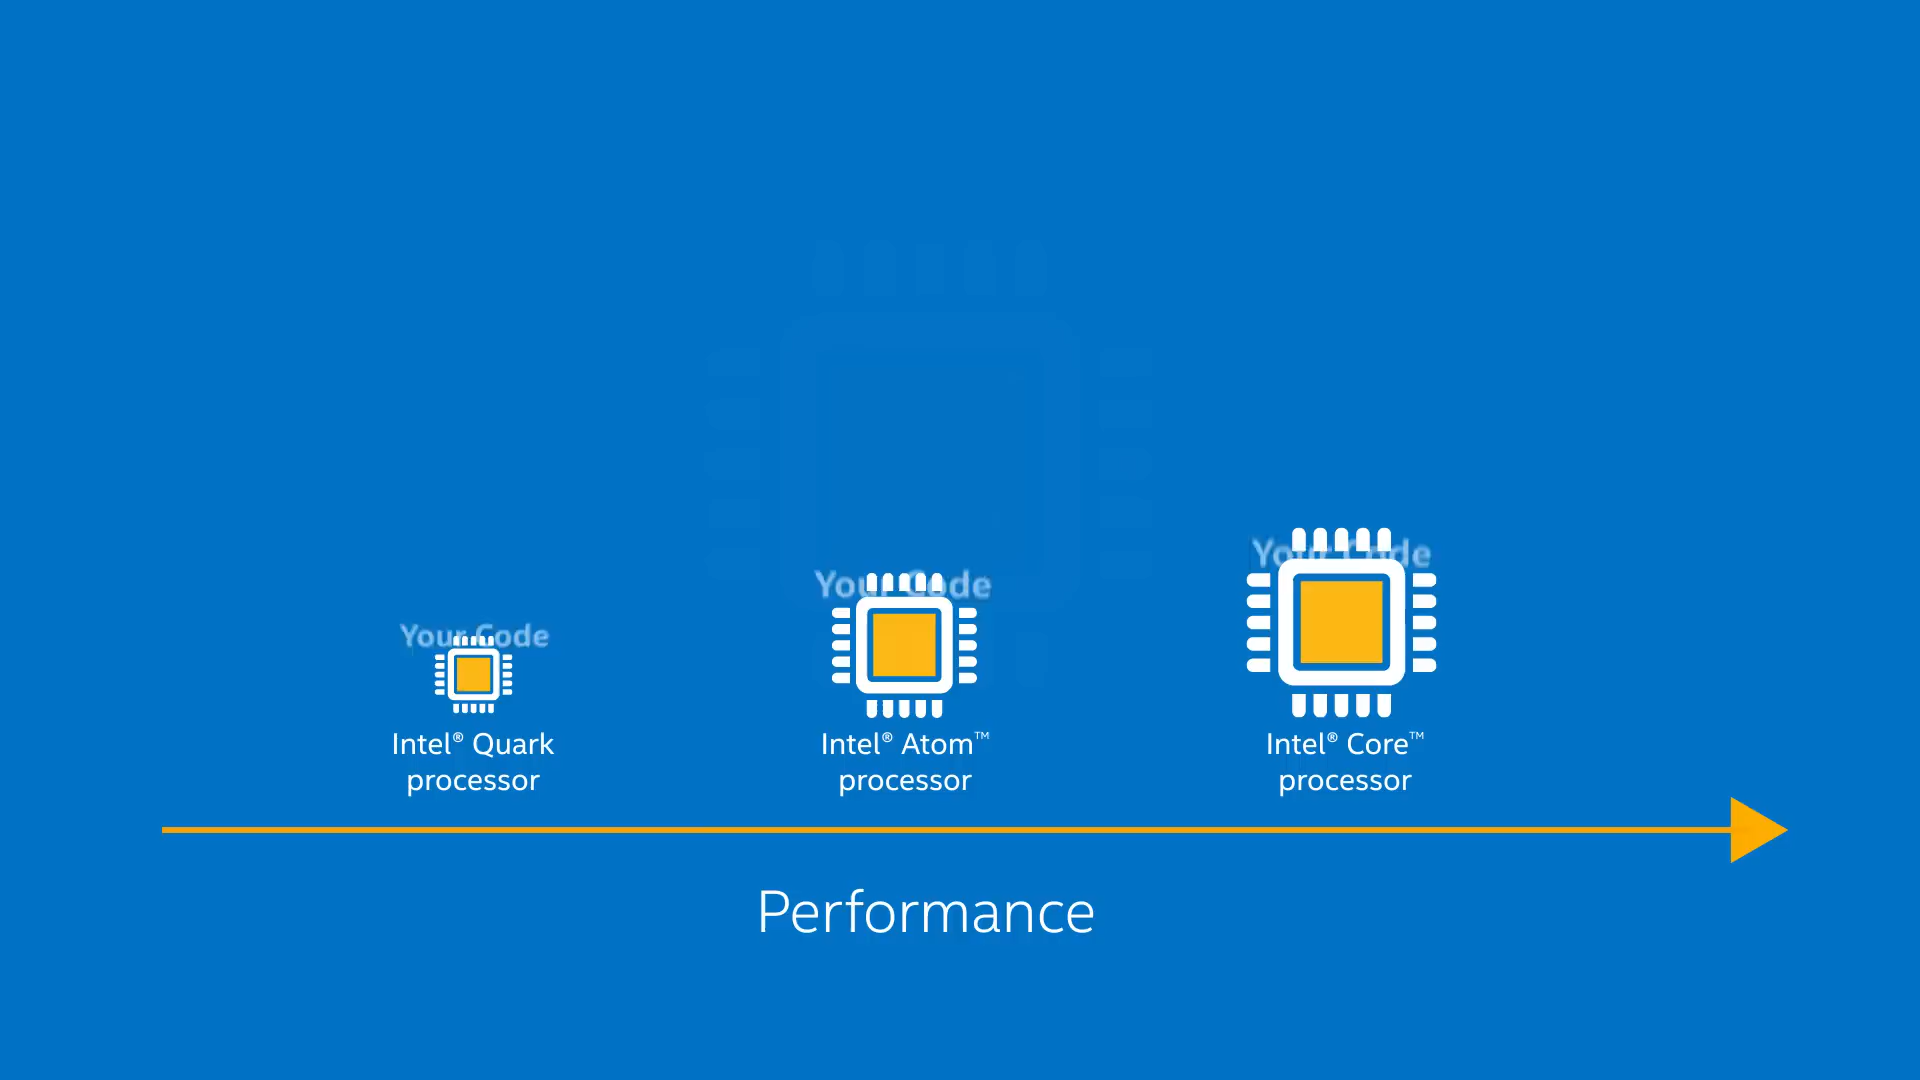 Your Code
Your Code
Your Code
Intel® Quark
processor
Intel® Atom™
processor
Intel® Core™
processor
Performance